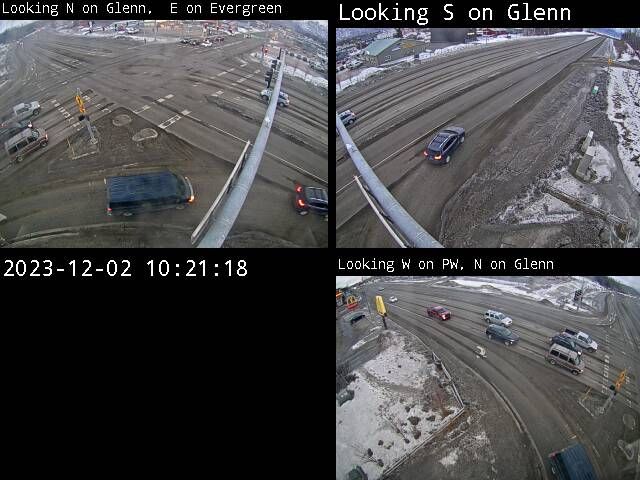 Looking N on Glenn,  E on Evergreen
Looking S on Glenn
2023-12-02 10:21:18
Looking W on PW, N on Glenn